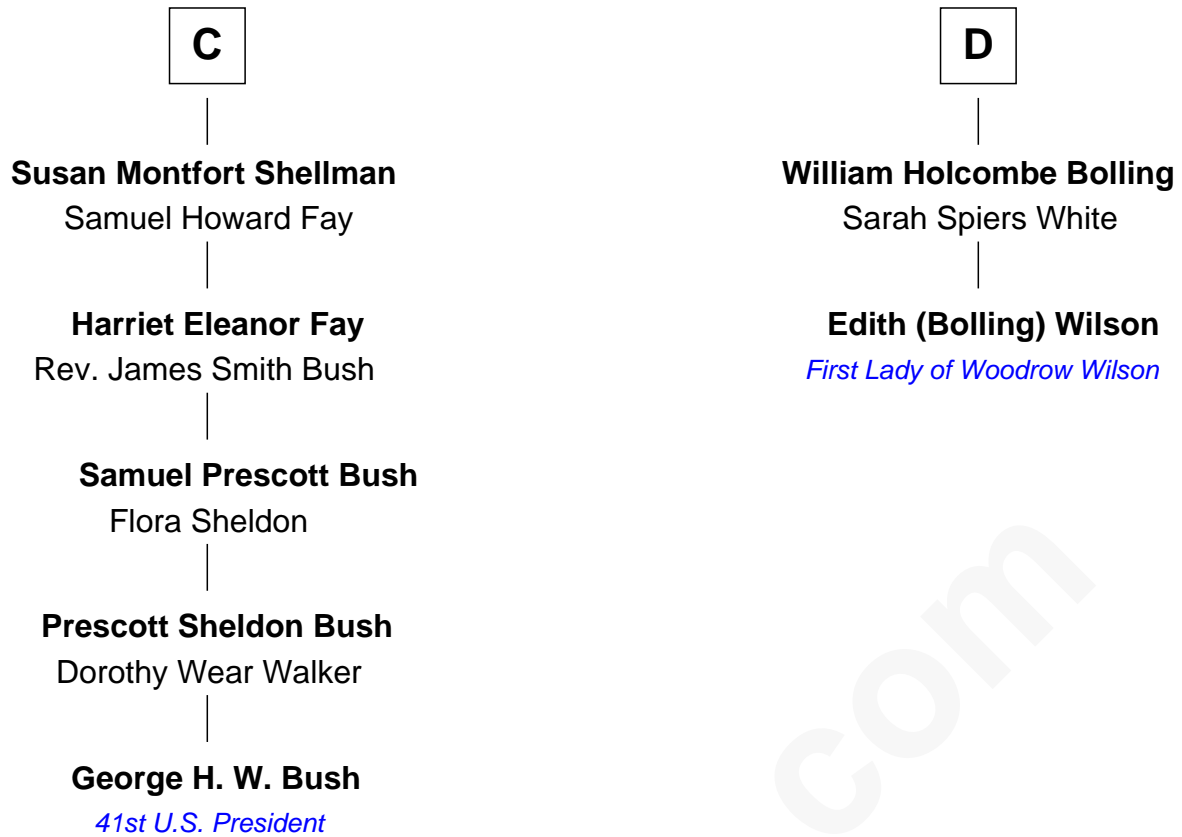 C
Susan Montfort Shellman
Samuel Howard Fay
Harriet Eleanor Fay
Rev. James Smith Bush
Samuel Prescott Bush
Flora Sheldon
Prescott Sheldon Bush
Dorothy Wear Walker
George H. W. Bush
41st U.S. President
D
William Holcombe Bolling
Sarah Spiers White
Edith (Bolling) Wilson
First Lady of Woodrow Wilson
com